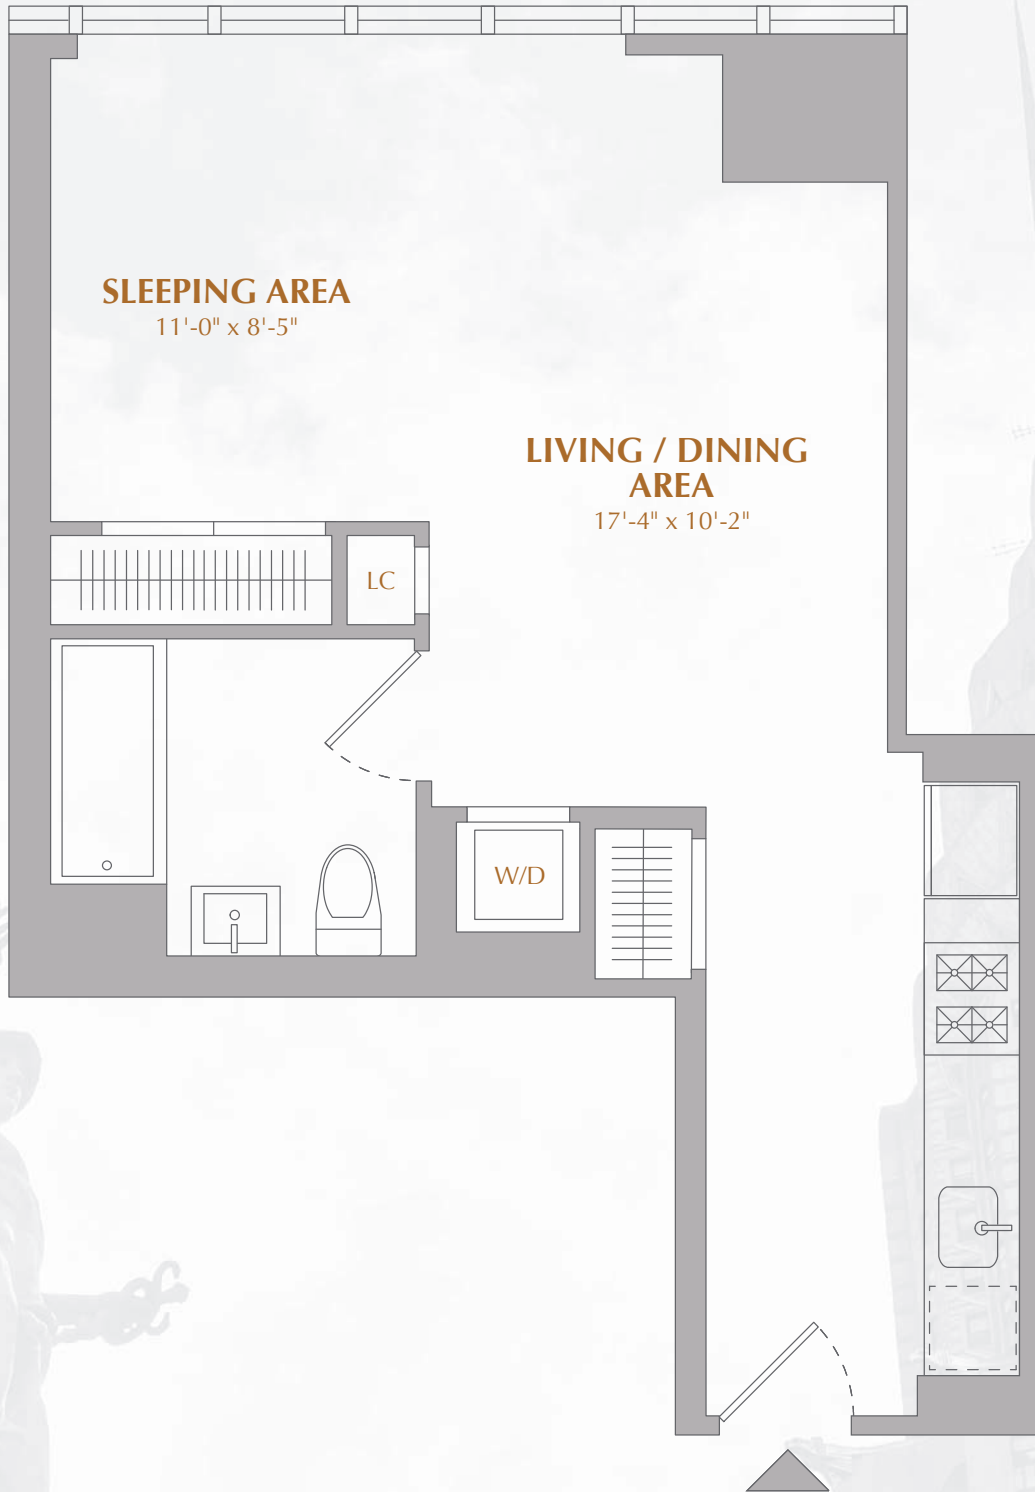 SLEEPING AREA
11'-0" x 8'-5"
LIVING / DINING
AREA
17'-4" x 10'-2"
LC
W/D